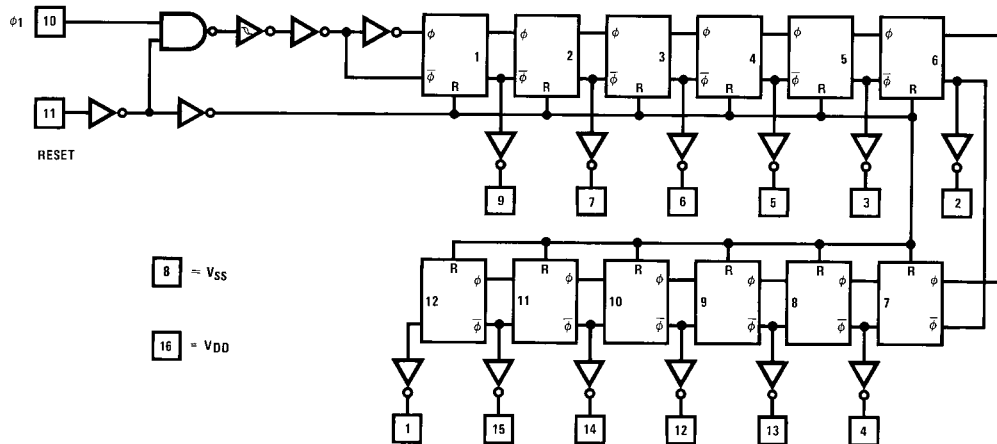 ϕ1 10
ϕ ϕ ϕ ϕ ϕ
1 2 3 4 5 6
ϕ̅ ϕ̅ ϕ̅ ϕ̅ ϕ̅ ϕ̅
R R R R R R
11
RESET
9 7 6 5 3 2
R R R R R R
12 11 10 9 8 7
ϕ ϕ ϕ ϕ ϕ ϕ
ϕ̅ ϕ̅ ϕ̅ ϕ̅ ϕ̅ ϕ̅
8 = VSS
16 = VDD
1 15 14 12 13 4